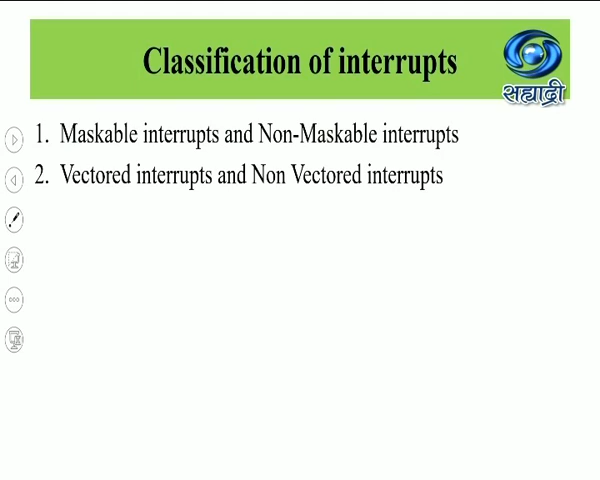 Classification of interrupts
सह्याद्री
1. Maskable interrupts and Non-Maskable interrupts
2. Vectored interrupts and Non Vectored interrupts